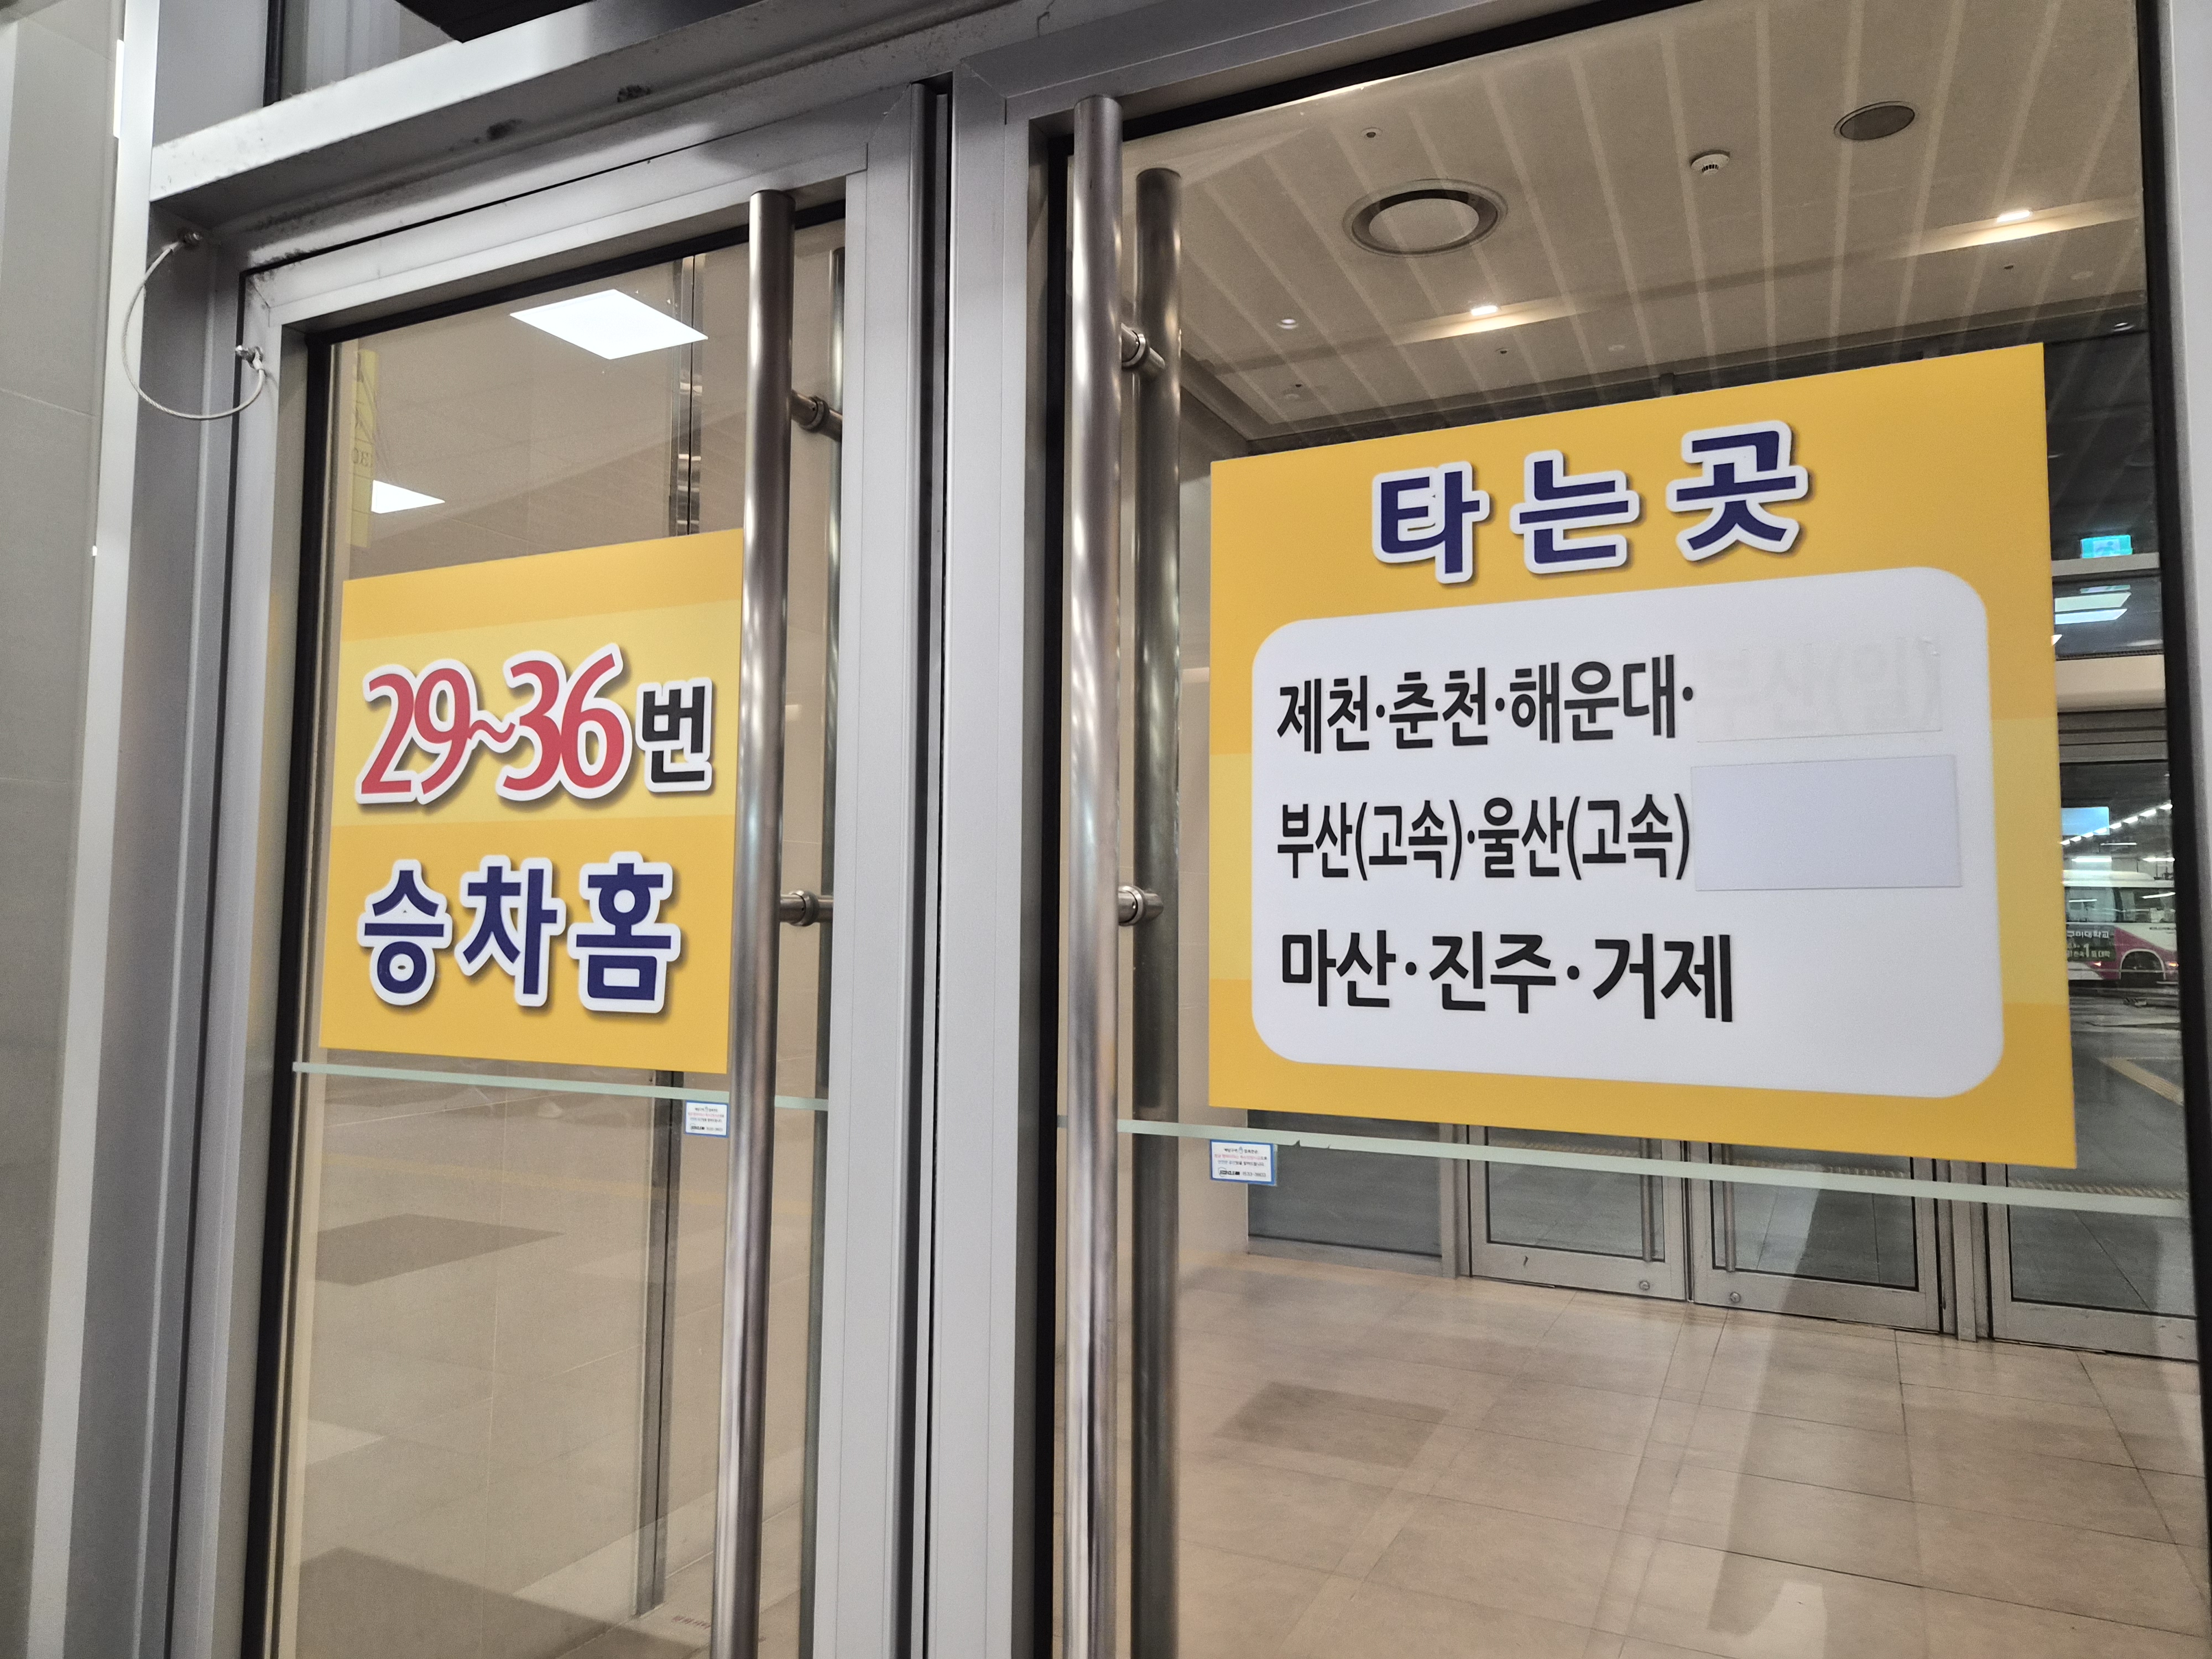 29~36번
승차홈
타는곳
제천·춘천·해운대·
부산(고속)·울산(고속)
마산·진주·거제